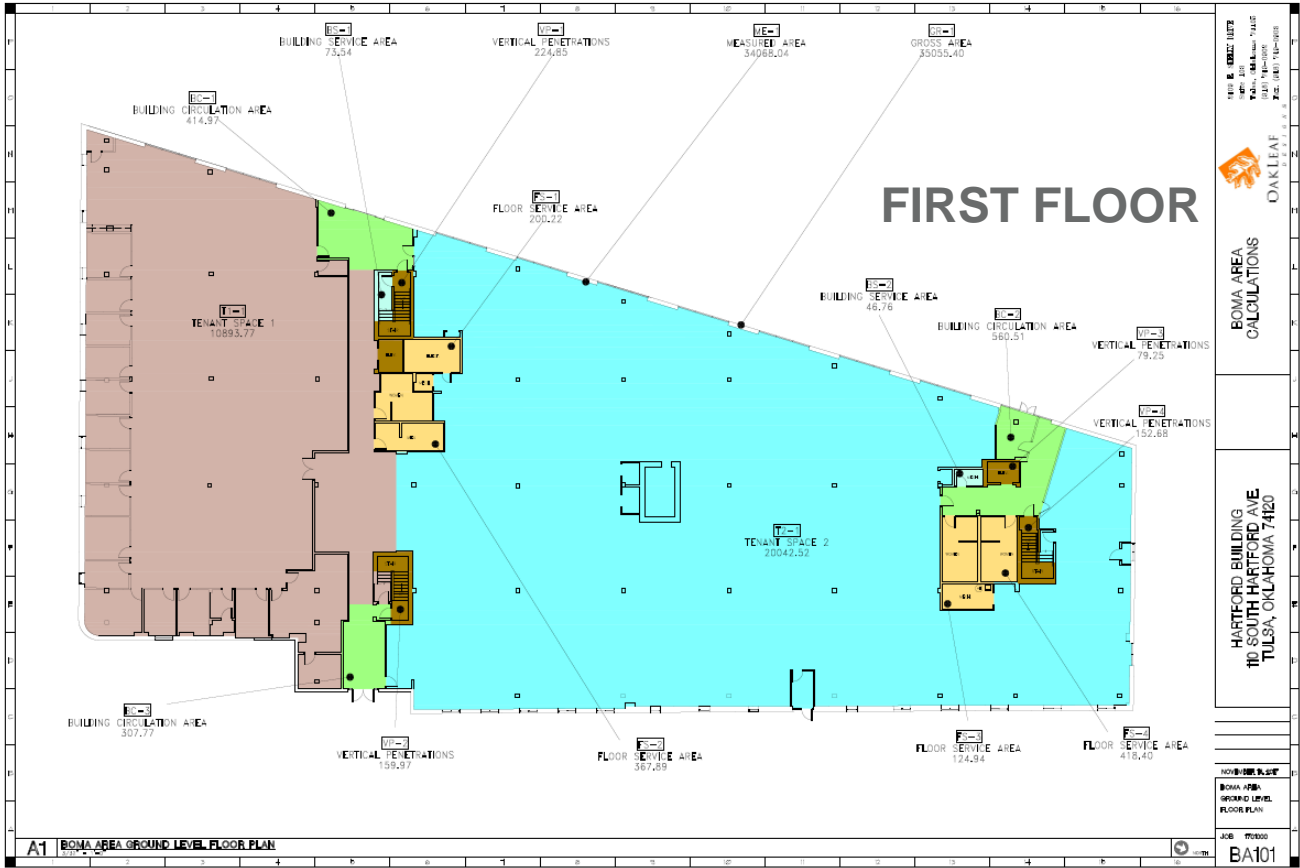 BS-1
BUILDING SERVICE AREA
73.54
VP-1
VERTICAL PENETRATIONS
224.85
ME-1
MEASURED AREA
34068.04
GR-1
GROSS AREA
35055.40
BC-1
BUILDING CIRCULATION AREA
414.97
FS-1
FLOOR SERVICE AREA
200.22
FIRST FLOOR
BS-2
BUILDING SERVICE AREA
46.76
BC-2
BUILDING CIRCULATION AREA
560.51
VP-3
VERTICAL PENETRATIONS
79.25
VP-4
VERTICAL PENETRATIONS
152.68
TENANT SPACE 1
10893.77
T2-1
TENANT SPACE 2
20042.52
BC-3
BUILDING CIRCULATION AREA
307.77
VP-2
VERTICAL PENETRATIONS
159.97
FS-2
FLOOR SERVICE AREA
367.89
FS-3
FLOOR SERVICE AREA
124.94
FS-4
FLOOR SERVICE AREA
418.40
A1 BOMA AREA GROUND LEVEL FLOOR PLAN
OAKLEAF
BOMA AREA
CALCULATIONS
HARTFORD BUILDING
110 SOUTH HARTFORD AVE.
TULSA, OKLAHOMA 74120
BOMA AREA
GROUND LEVEL
FLOOR PLAN
JOB
BA101